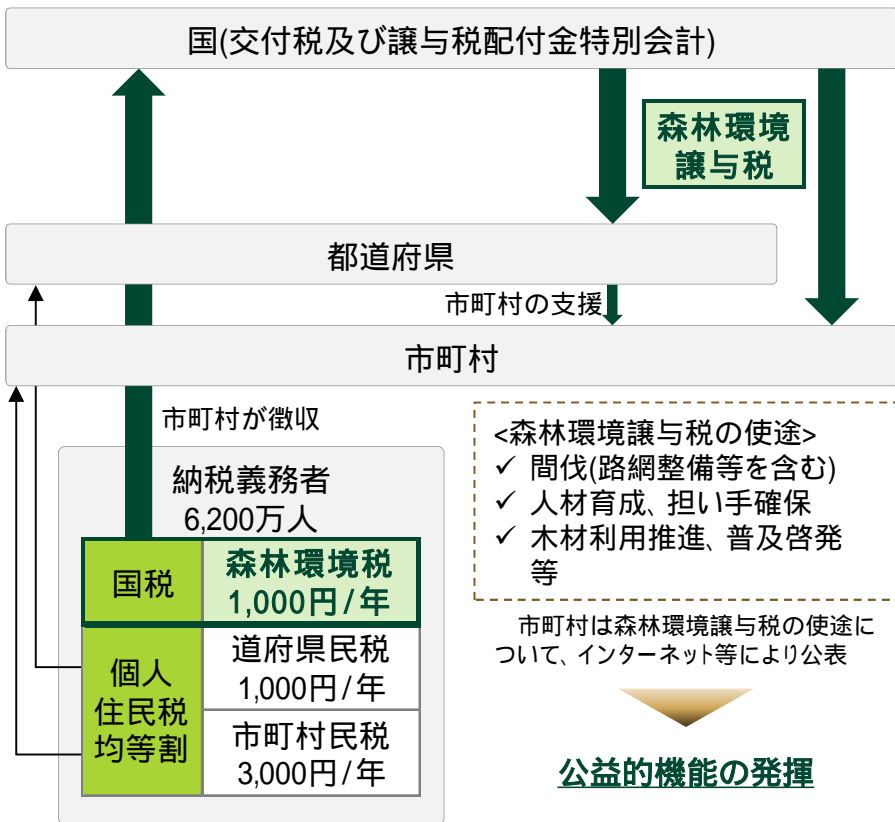 国(交付税及び譲与税配付金特別会計)
森林環境
譲与税
都道府県
市町村の支援
市町村
市町村が徴収
納税義務者
6,200万人
国税
森林環境税
1,000円/年
個人
住民税
均等割
道府県民税
1,000円/年
市町村民税
3,000円/年
<森林環境譲与税の使途>
✓ 間伐(路網整備等を含む)
✓ 人材育成、担い手確保
✓ 木材利用推進、普及啓発
等
市町村は森林環境譲与税の使途に
ついて、インターネット等により公表
公益的機能の発揮